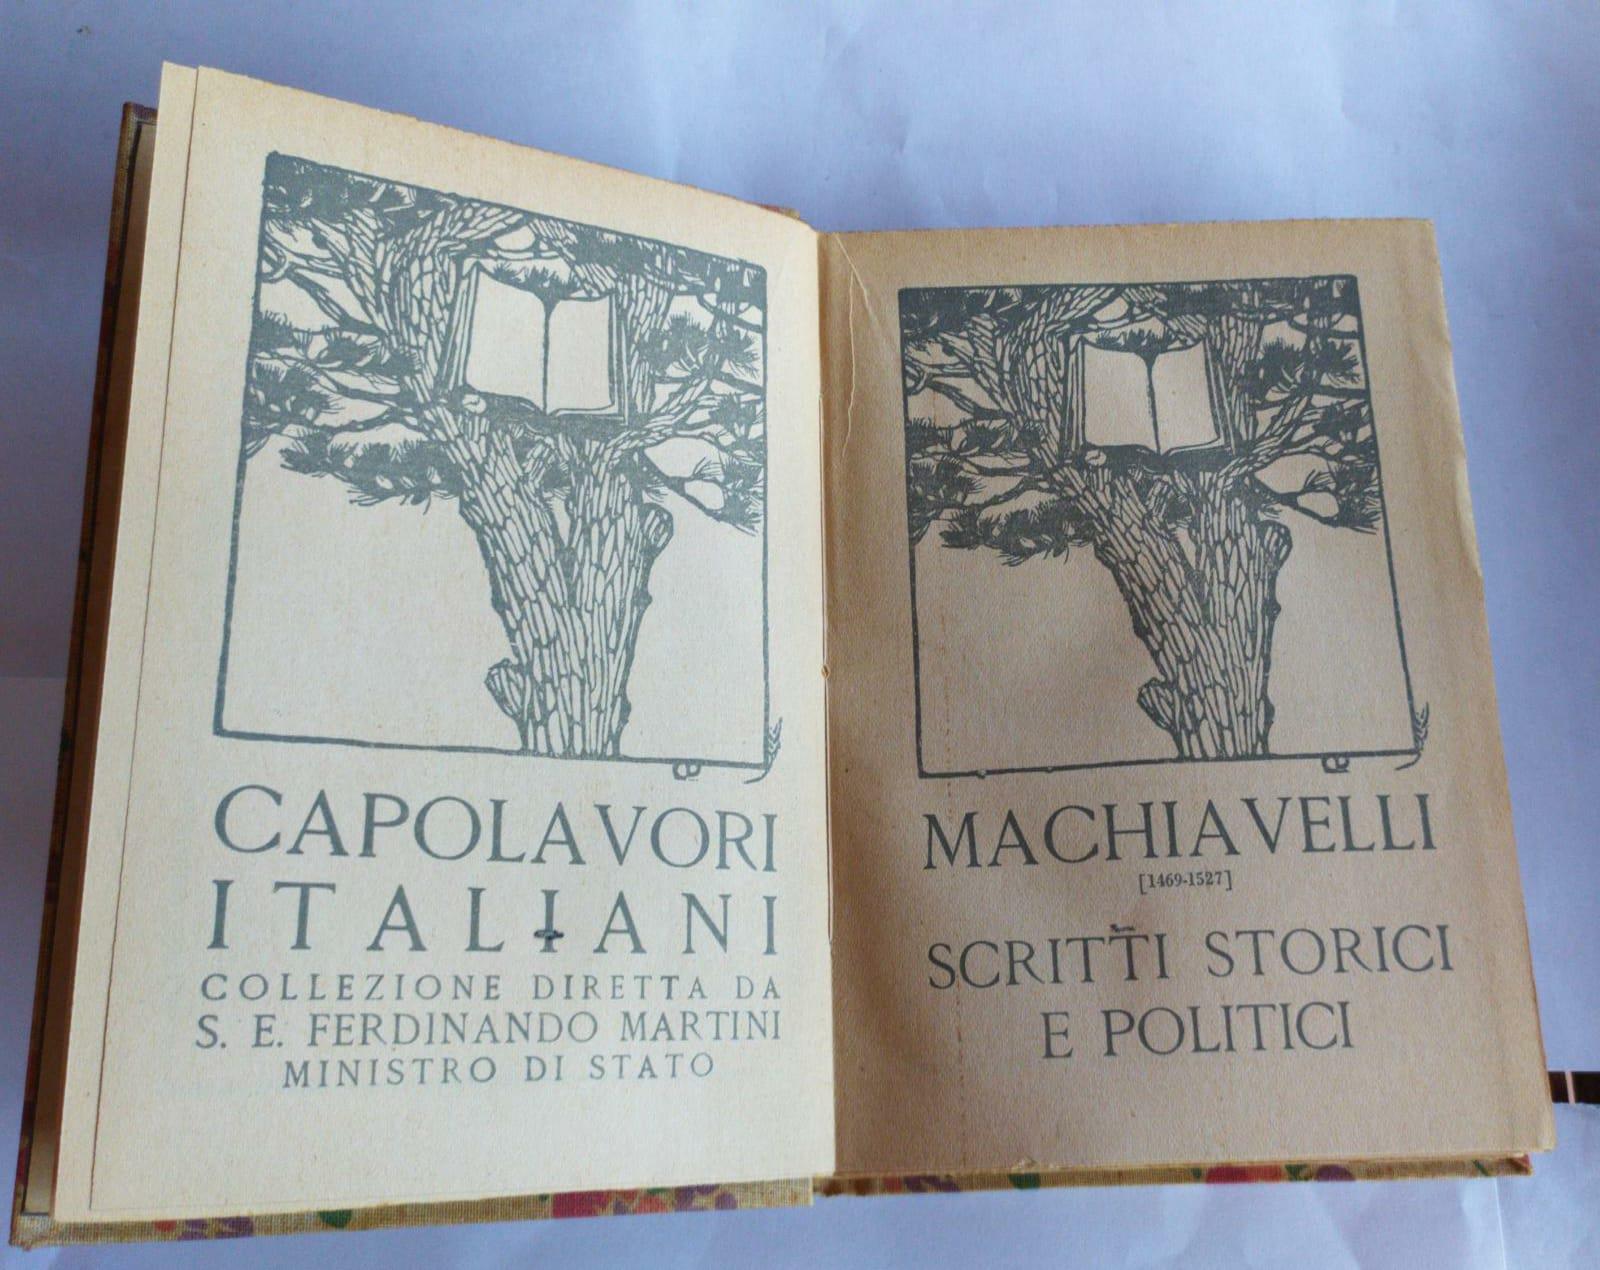 CAPOLAVORI
ITALIANI
COLLEZIONE DIRETTA DA
S. E. FERDINANDO MARTINI
MINISTRO DI STATO
MACHIAVELLI
[1469-1527]
SCRITTI STORICI
E POLITICI